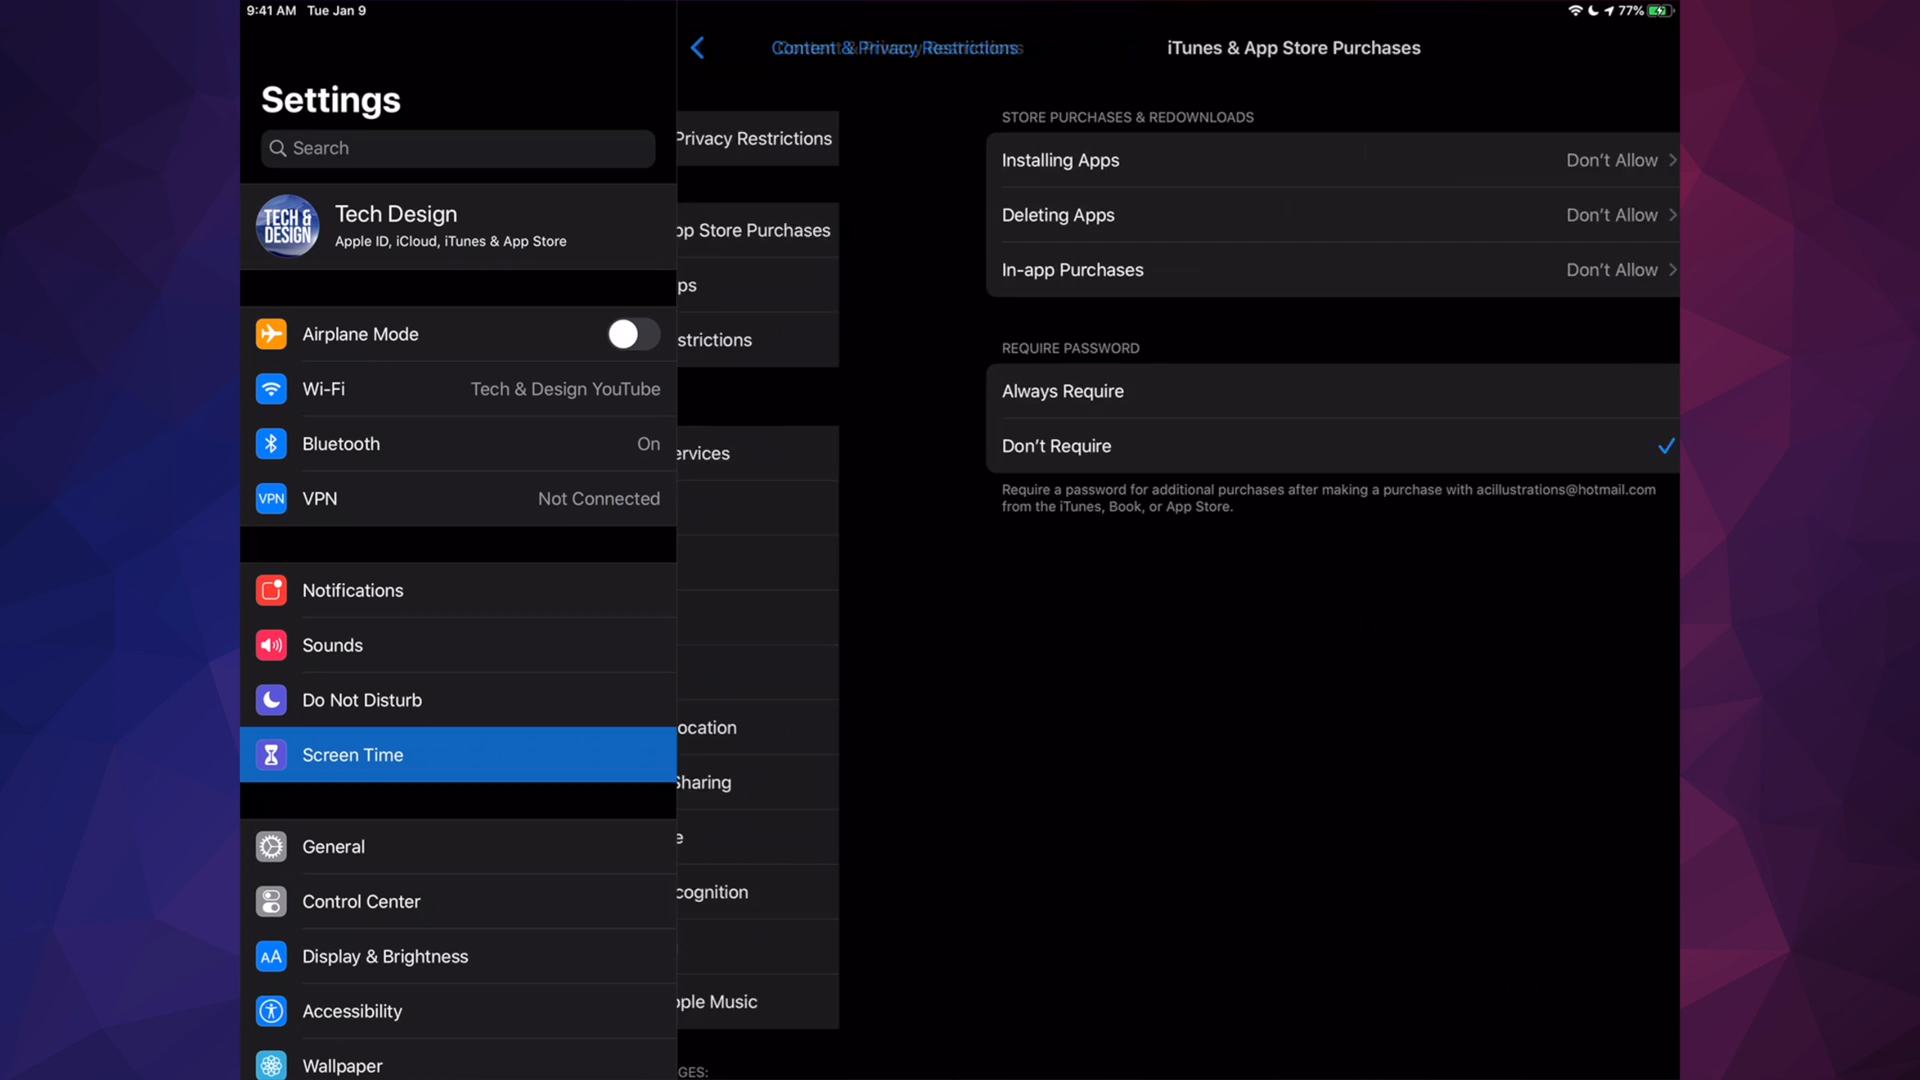 9:41 AM Tue Jan 9
77%
Settings
Search
TECH &
DESIGN
Tech Design
Apple ID, iCloud, iTunes & App Store
Airplane Mode
Wi-Fi Tech & Design YouTube
Bluetooth On
VPN VPN Not Connected
Notifications
Sounds
Do Not Disturb
Screen Time
General
Control Center
AA Display & Brightness
Accessibility
Wallpaper
Content & Privacy Restrictions
Privacy Restrictions
pp Store Purchases
ps
strictions
ervices
ocation
Sharing
e
cognition
ople Music
GES:
iTunes & App Store Purchases
STORE PURCHASES & REDOWNLOADS
Installing Apps Don't Allow
Deleting Apps Don't Allow
In-app Purchases Don't Allow
REQUIRE PASSWORD
Always Require
Don't Require
Require a password for additional purchases after making a purchase with acillustrations@hotmail.com
from the iTunes, Book, or App Store.